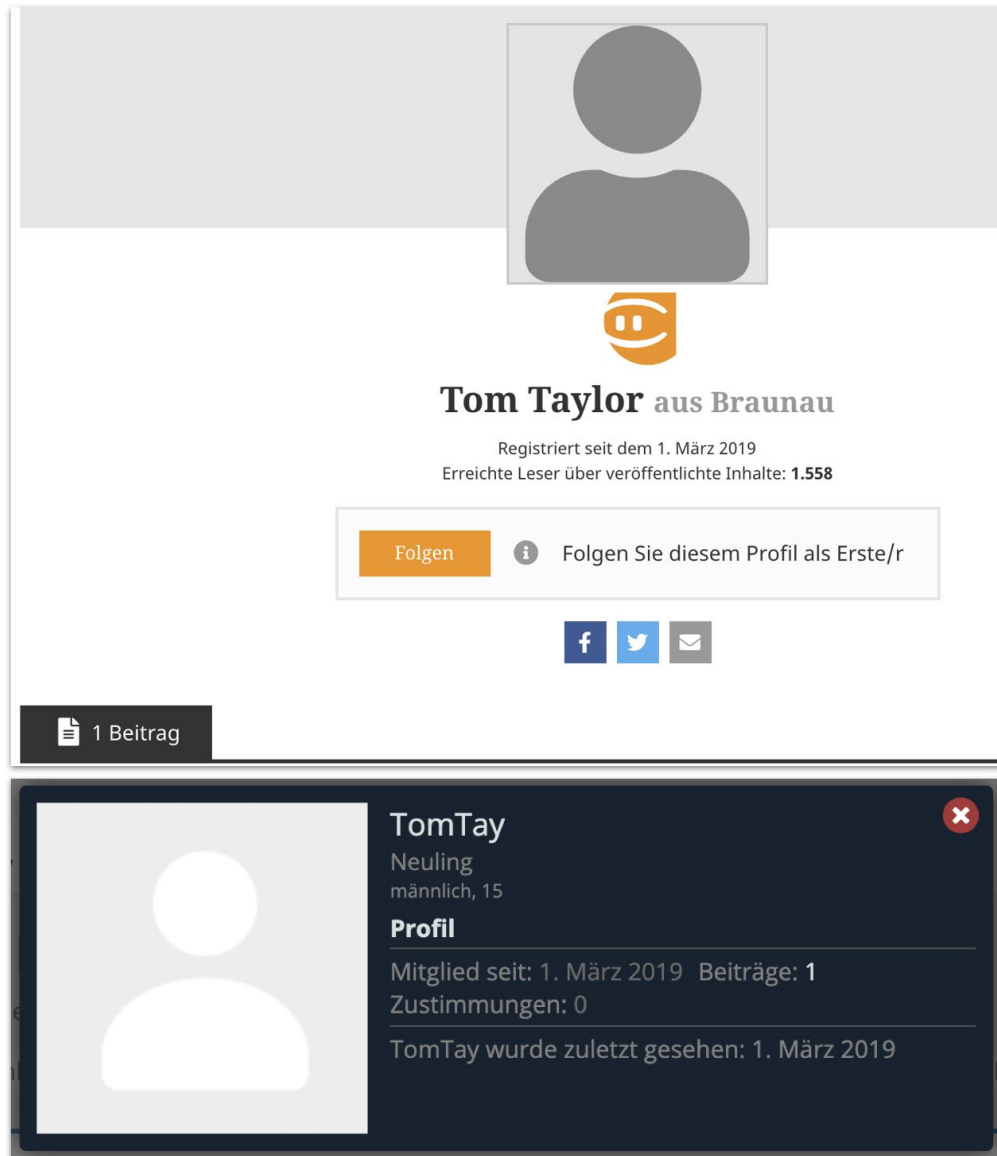 Tom Taylor aus Braunau
Registriert seit dem 1. März 2019
Erreichte Leser über veröffentlichte Inhalte: 1.558
Folgen Folgen Sie diesem Profil als Erste/r
1 Beitrag
TomTay
Neuling
männlich, 15
Profil
Mitglied seit: 1. März 2019 Beiträge: 1
Zustimmungen: 0
TomTay wurde zuletzt gesehen: 1. März 2019